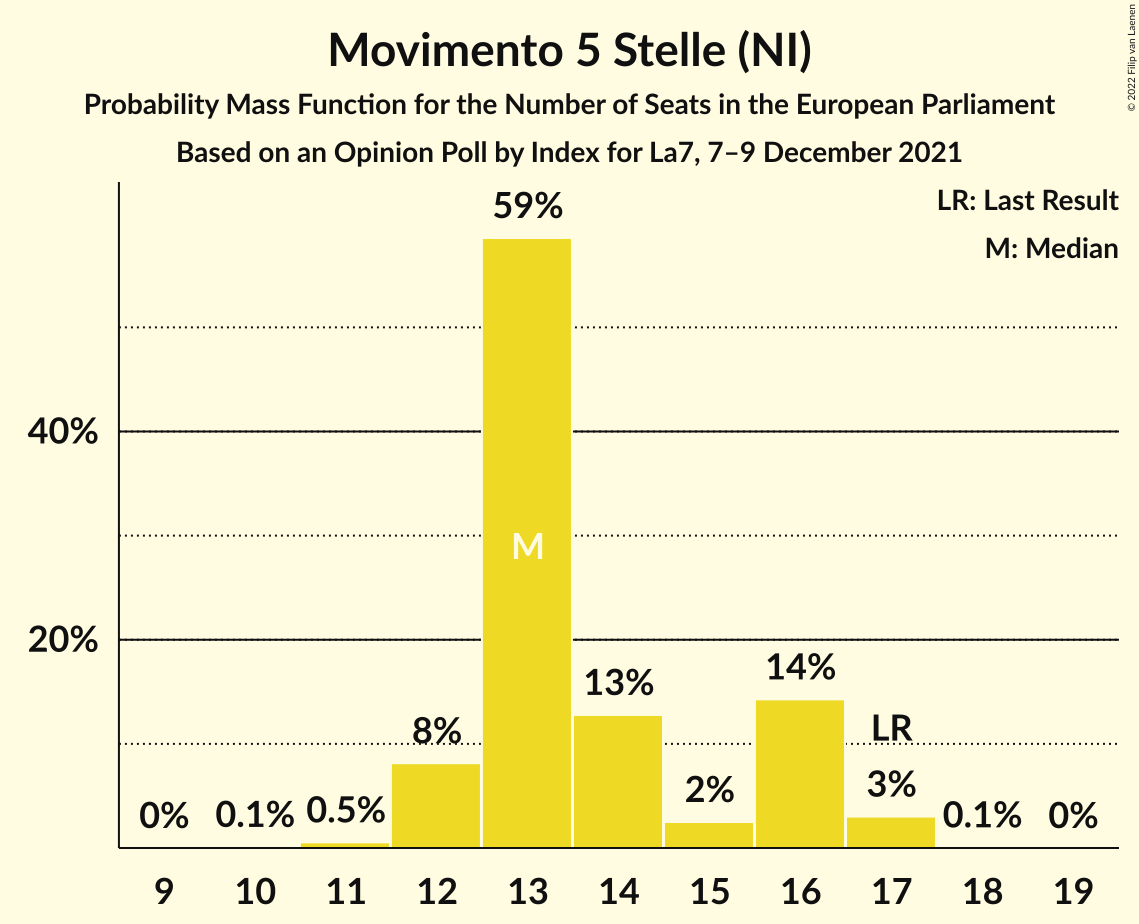 Movimento 5 Stelle (NI)
Probability Mass Function for the Number of Seats in the European Parliament
Based on an Opinion Poll by Index for La7, 7–9 December 2021
© 2022 Filip van Laenen
LR: Last Result
M: Median
59%
40%
M
20%
14%
13%
8%
LR
3%
2%
0.5%
0%
0.1%
0.1%
0%
9 10 11 12 13 14 15 16 17 18 19